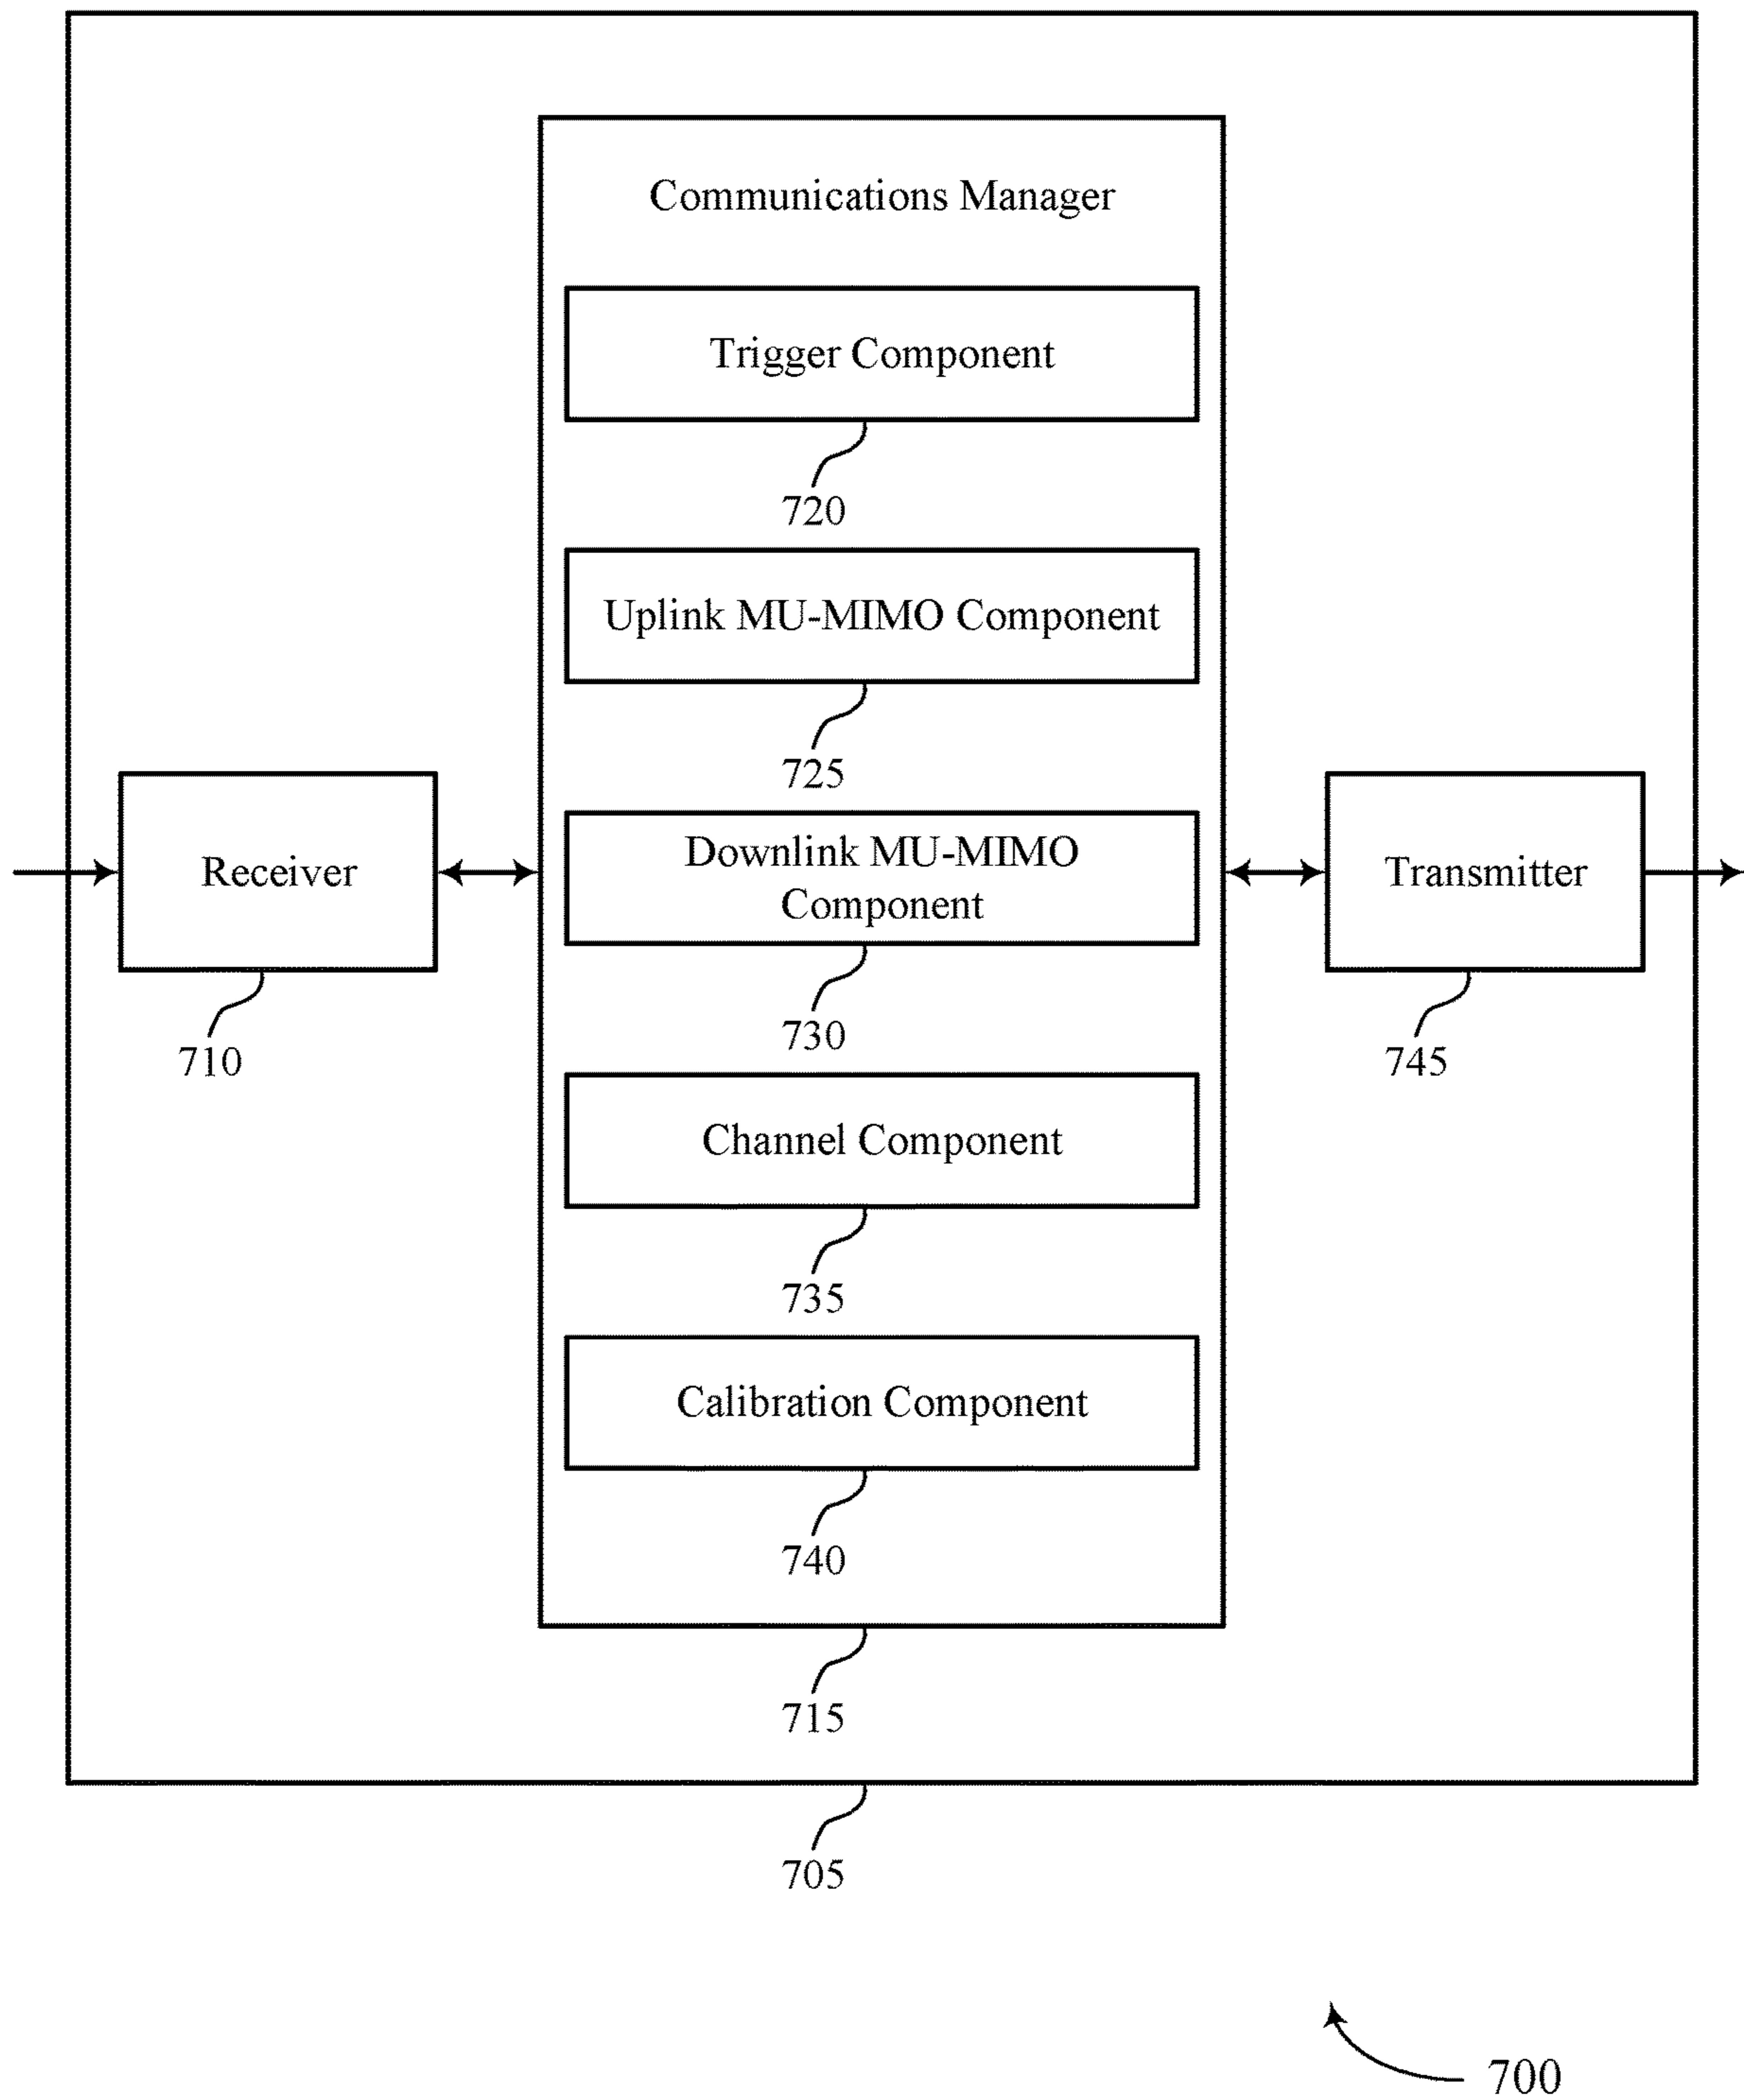 Communications Manager
Trigger Component
720
Uplink MU-MIMO Component
725
Receiver
710
Downlink MU-MIMO
Component
730
Transmitter
745
Channel Component
735
Calibration Component
740
715
705
700